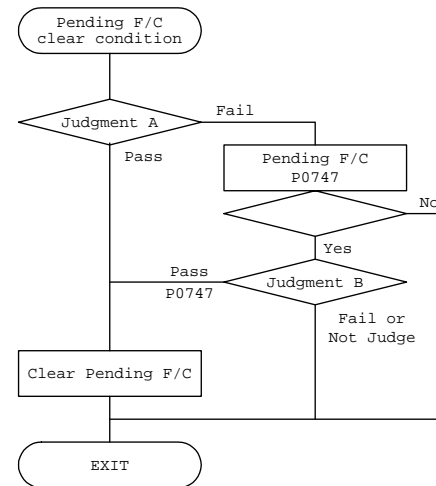 Pending F/C
clear condition
Judgment A
Fail
Pass
Pending F/C
P0747
No
Yes
Pass
P0747
Judgment B
Fail or
Not Judge
Clear Pending F/C
EXIT